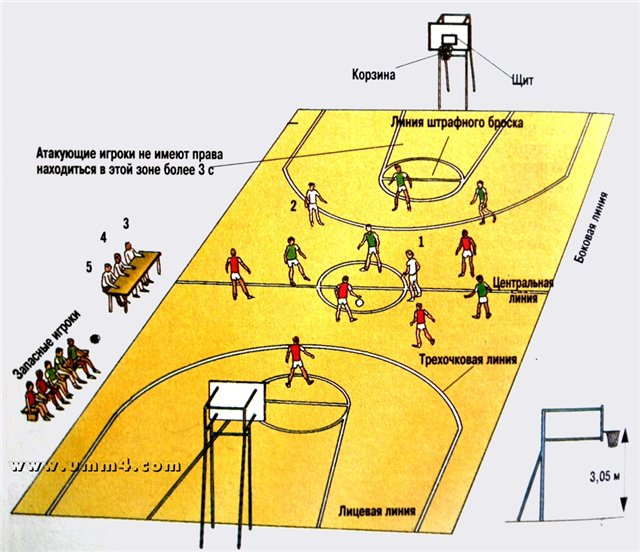 Корзина
Щит
Линия штрафного броска
Атакующие игроки не имеют права
находиться в этой зоне более 3 с
2
1
3
4
5
Боковая линия
Центральная
линия
Запасные игроки
Трехочковая линия
www.umm4.com
3,05 м
Лицевая линия